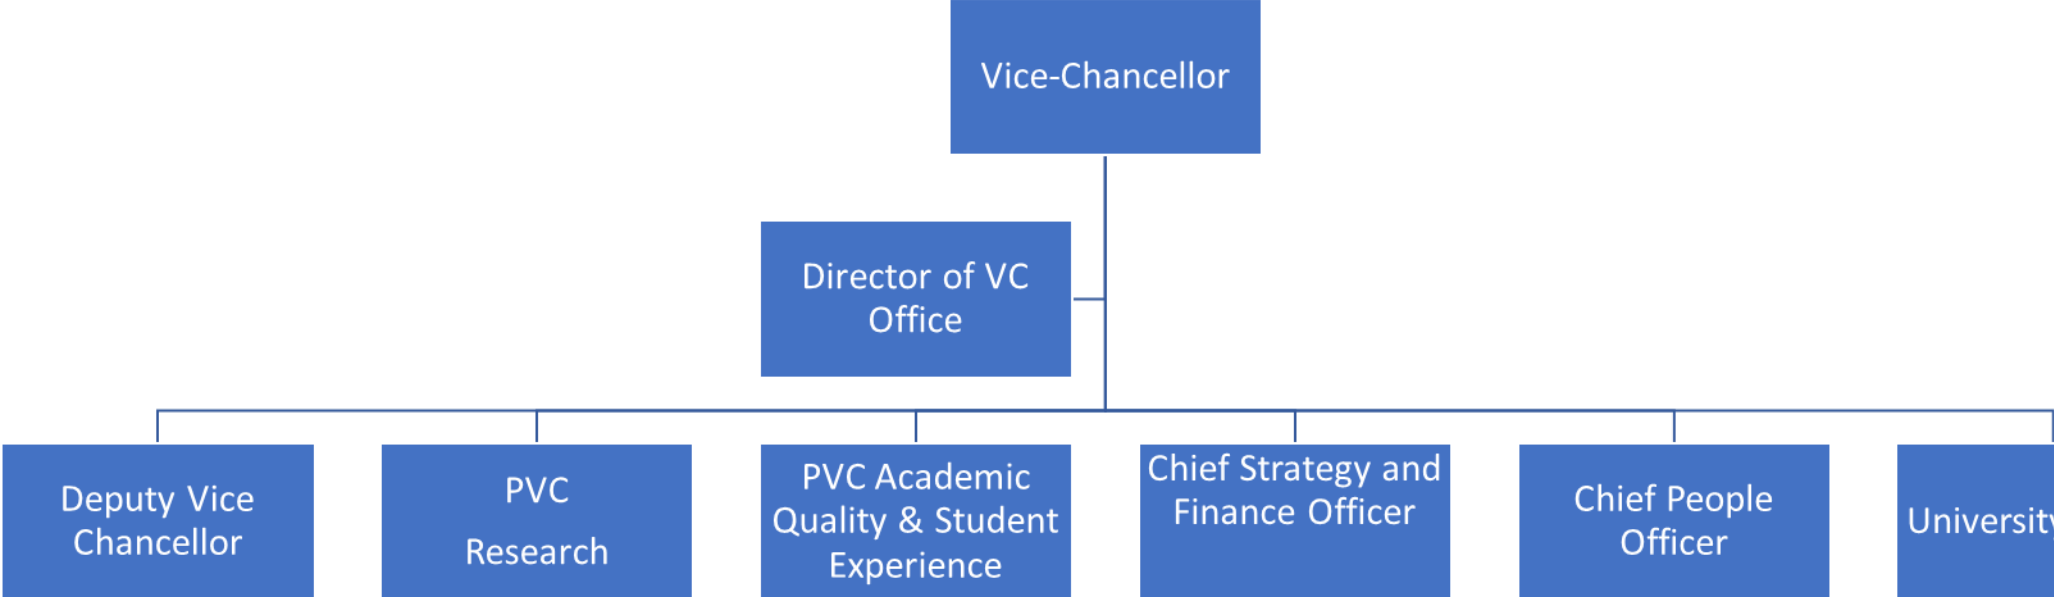 Vice-Chancellor
Director of VC
Office
Deputy Vice
Chancellor
PVC
Research
PVC Academic
Quality & Student
Experience
Chief Strategy and
Finance Officer
Chief People
Officer
University